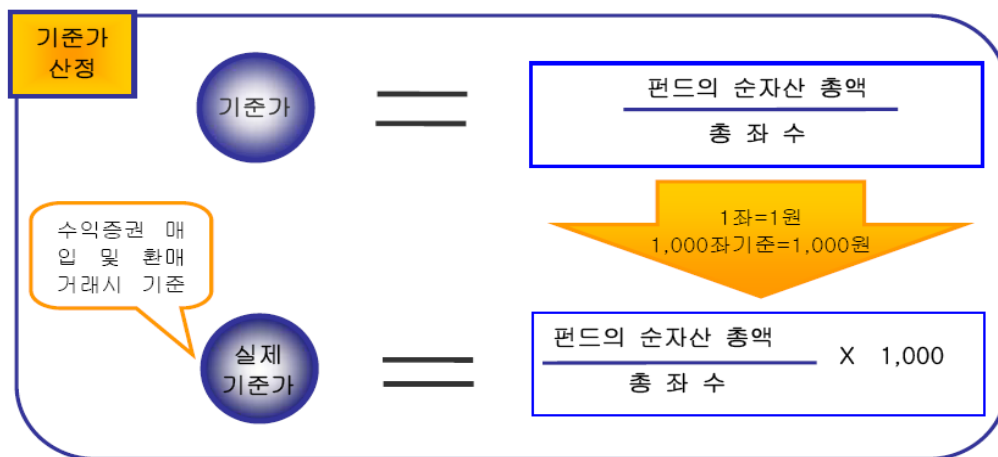 기준가
산정
기준가
펀드의 순자산 총액
총 좌 수
1좌=1원
1,000좌기준=1,000원
수익증권 매
입 및 환매
거래시 기준
실제
기준가
펀드의 순자산 총액
총 좌 수
X 1,000